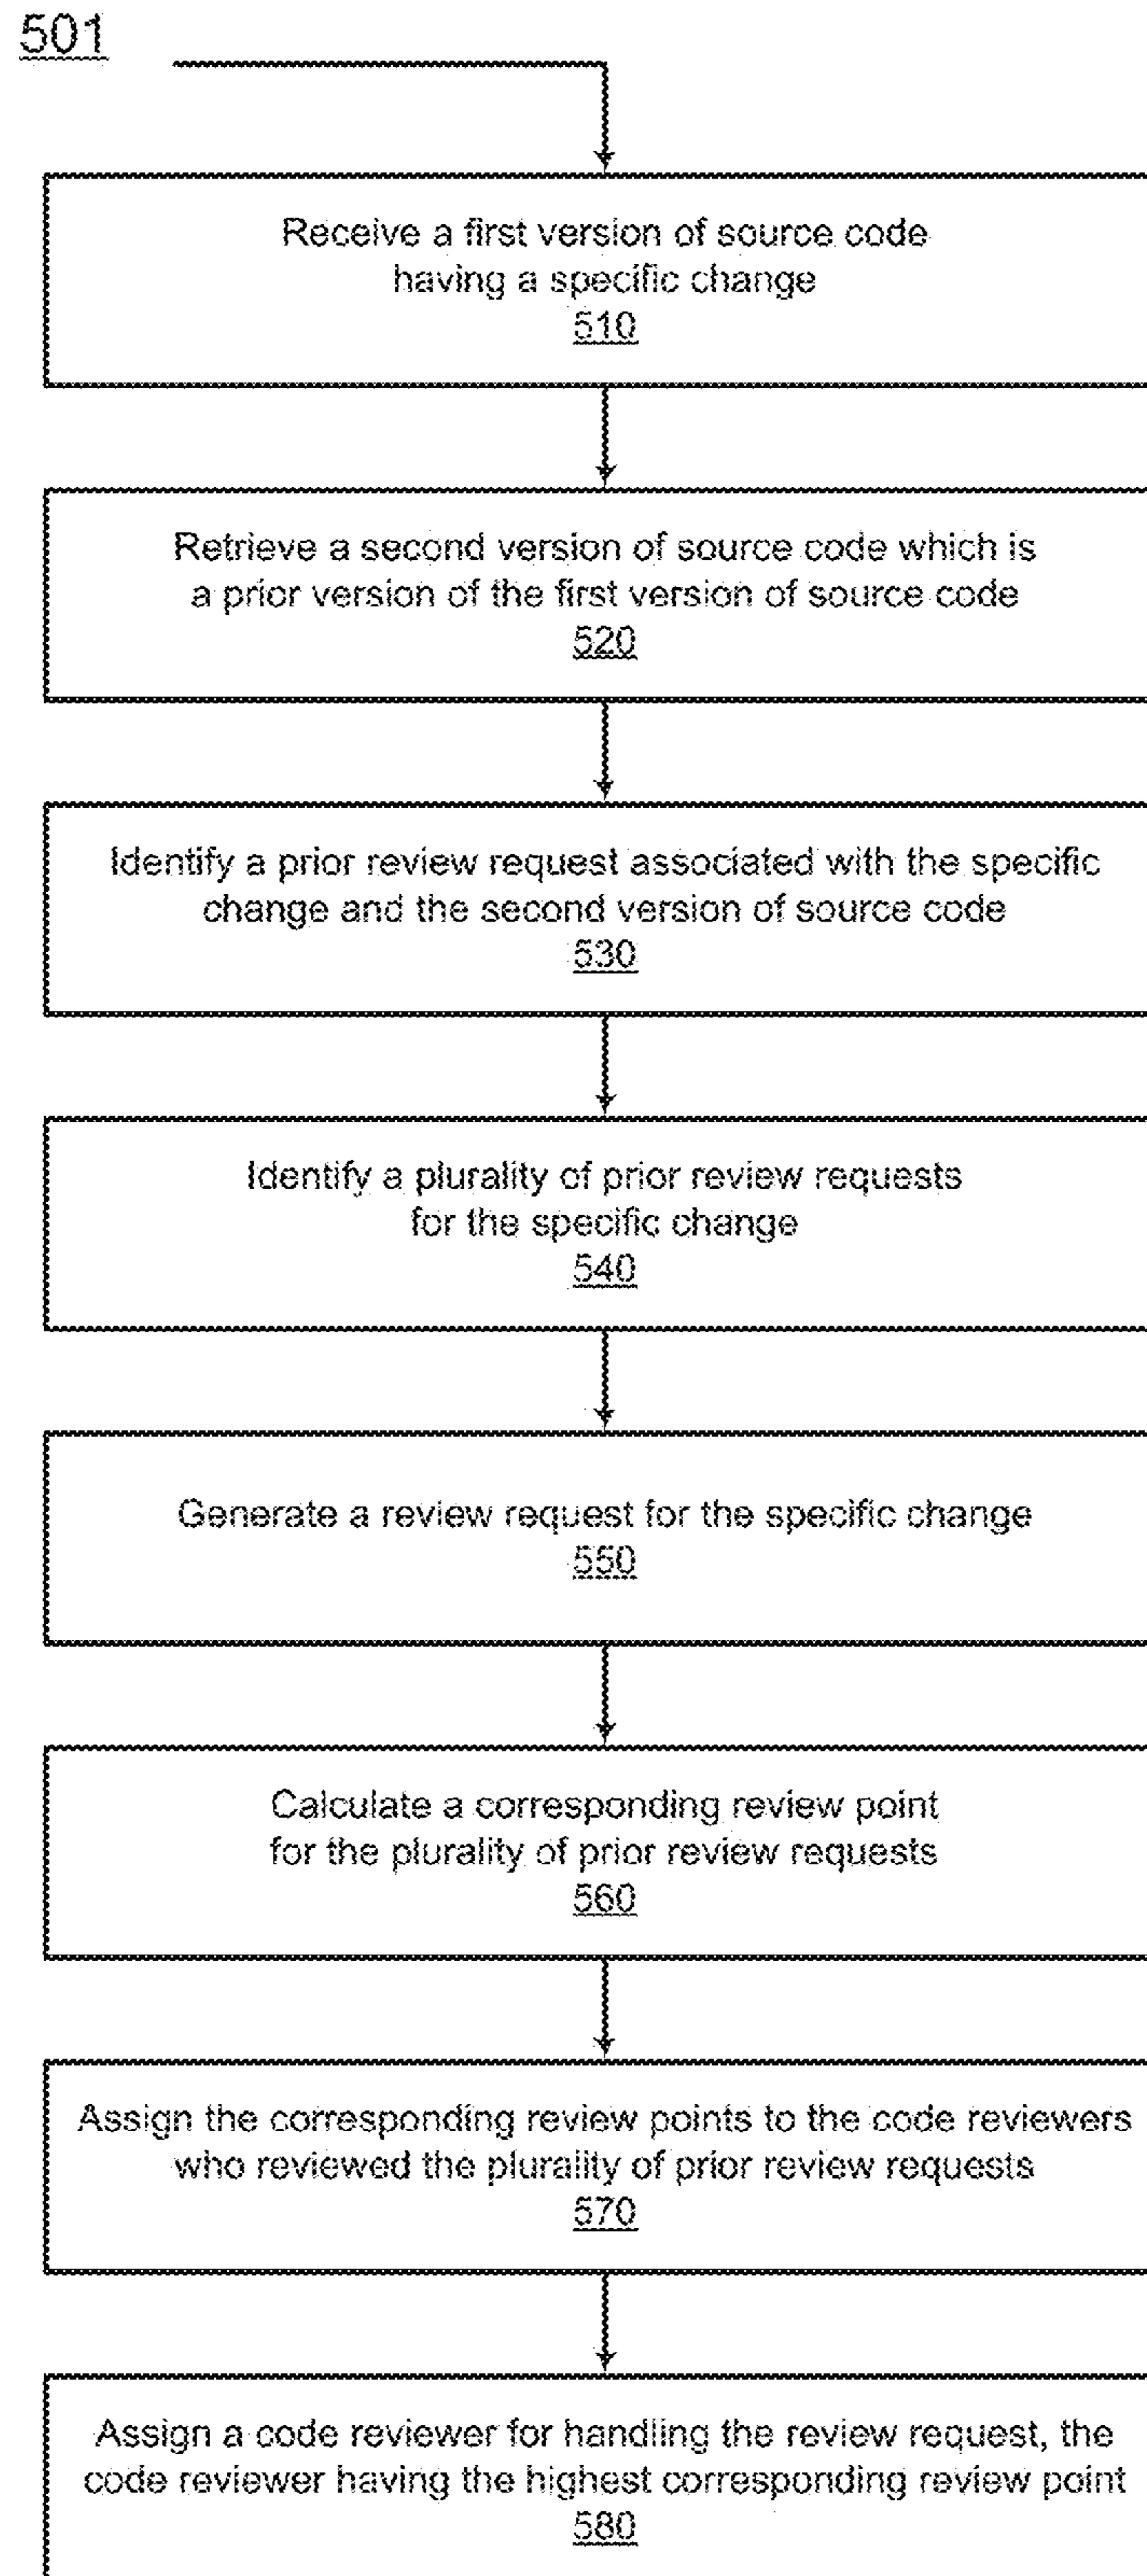 501
Receive a first version of source code
having a specific change
510
Retrieve a second version of source code which is
a prior version of the first version of source code
520
Identify a prior review request associated with the specific
change and the second version of source code
530
Identify a plurality of prior review requests
for the specific change
540
Generate a review request for the specific change
550
Calculate a corresponding review point
for the plurality of prior review requests
560
Assign the corresponding review points to the code reviewers
who reviewed the plurality of prior review requests
570
Assign a code reviewer for handling the review request, the
code reviewer having the highest corresponding review point
580